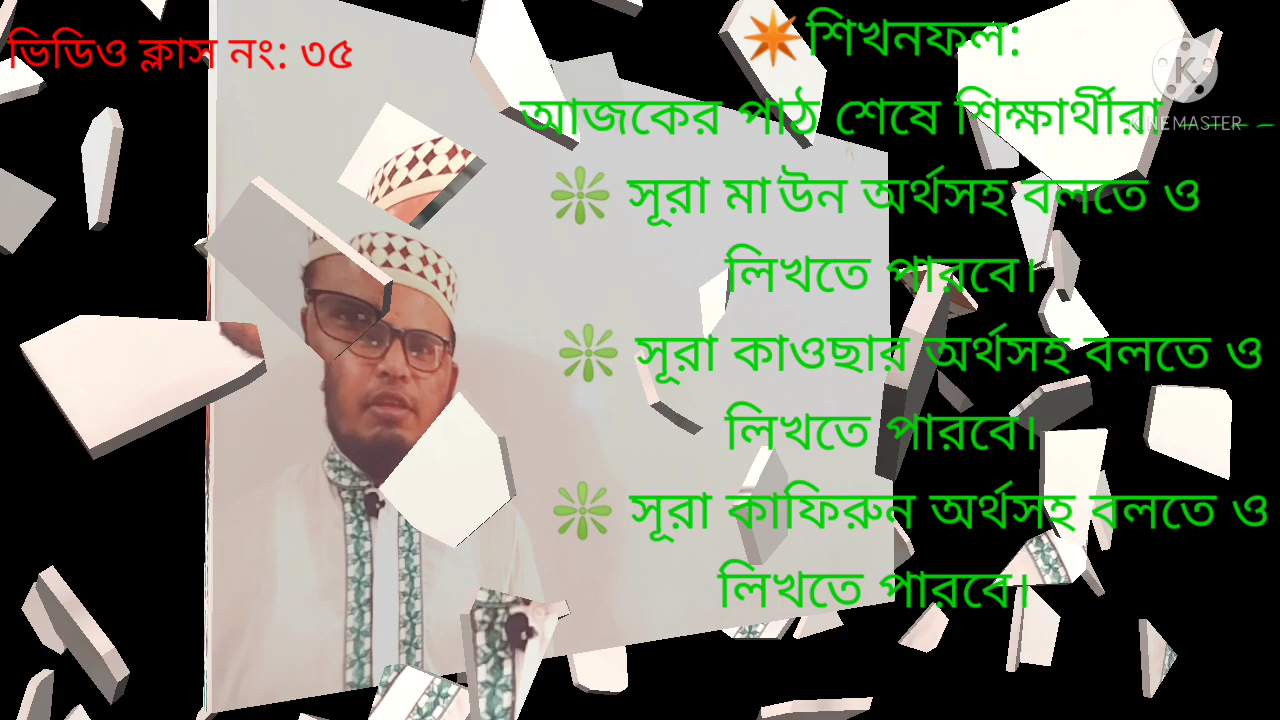 ভিডিও ক্লাস নং: ৩৫
শিখনফল:
আজকের পাঠ শেষে শিক্ষার্থীরা
সূরা মা'উন অর্থসহ বলতে ও
লিখতে পারবে।
সূরা কাওছার অর্থসহ বলতে ও
লিখতে পারবে।
সূরা কাফিরুন অর্থসহ বলতে ও
লিখতে পারবে।
K
KINEMASTER